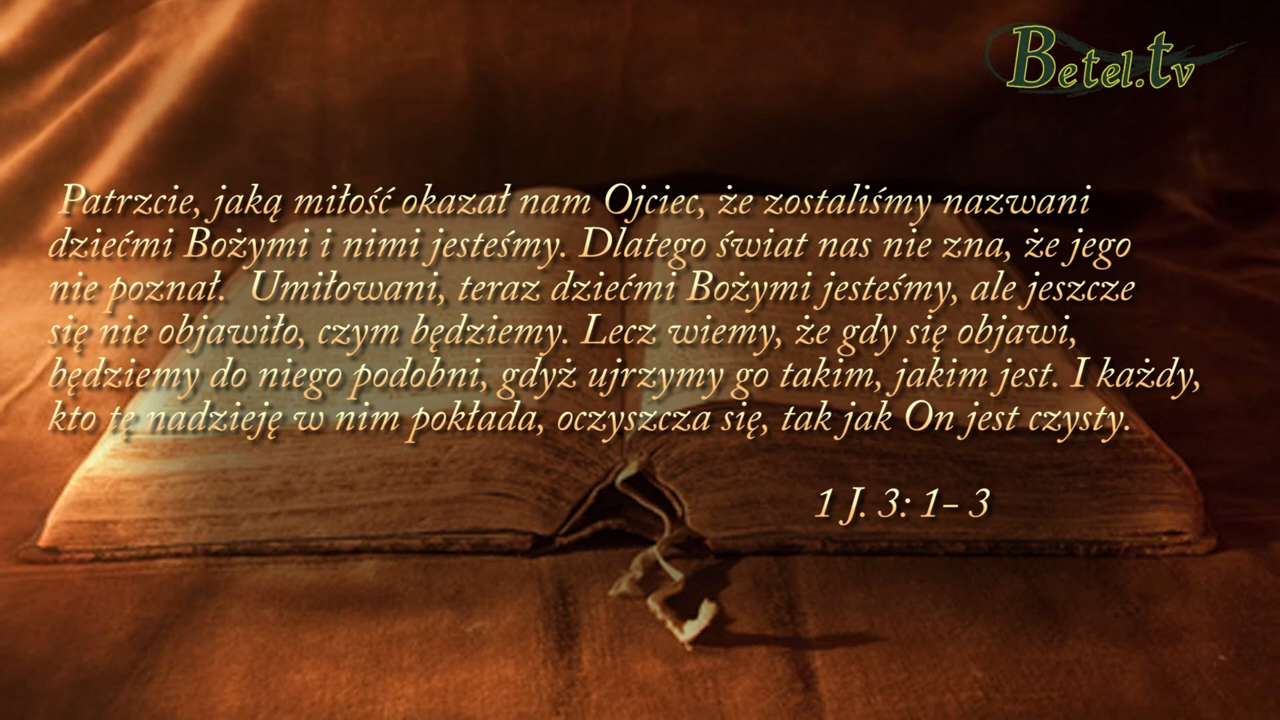 Betel.tv
Patrzcie, jaką miłość okazał nam Ojciec, że zostaliśmy nazwani
dziećmi Bożymi i nimi jesteśmy. Dlatego świat nas nie zna, że jego
nie poznał. Umiłowani, teraz dziećmi Bożymi jesteśmy, ale jeszcze
się nie objawiło, czym będziemy. Lecz wiemy, że gdy się objawi,
będziemy do niego podobni, gdyż ujrzymy go takim, jakim jest. I każdy,
kto tę nadzieję w nim pokłada, oczyszcza się, tak jak On jest czysty.
1 J. 3: 1– 3